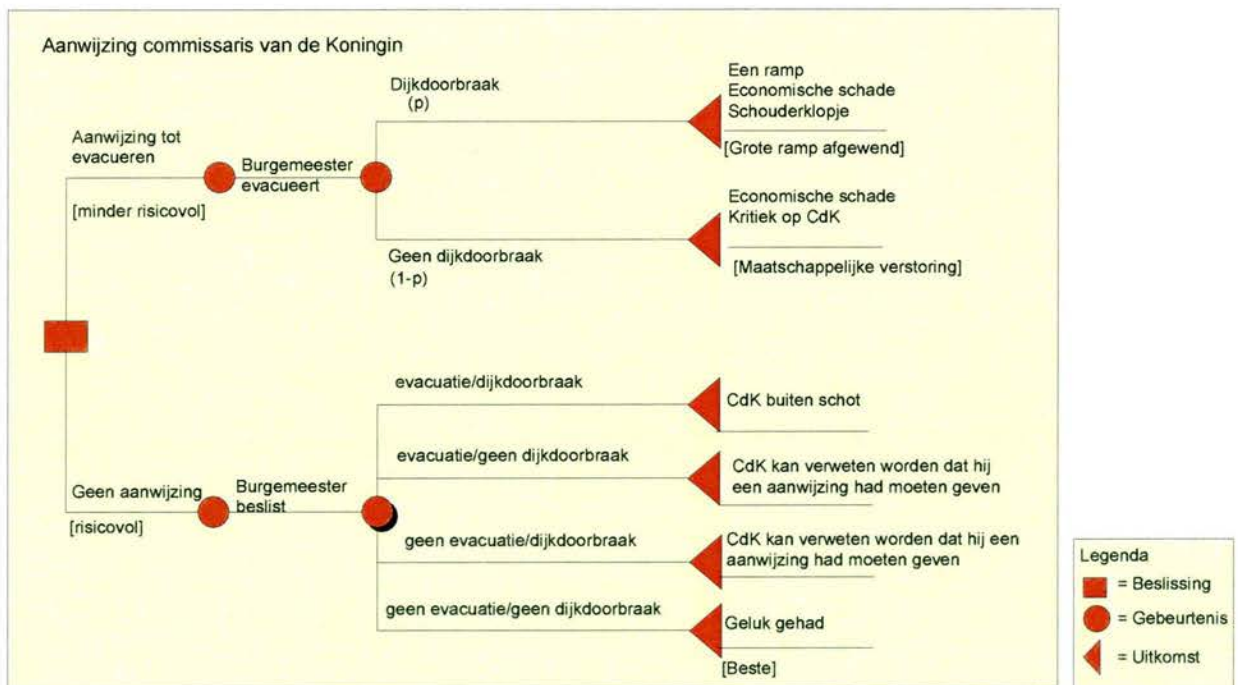 Aanwijzing commissaris van de Koningin
Dijkdoorbraak
(p)
Een ramp
Economische schade
Schouderklopje
[Grote ramp afgewend]
Aanwijzing tot
evacueren
[minder risicovol]
Burgemeester
evacueert
Economische schade
Kritiek op CdK
[Maatschappelijke verstoring]
Geen dijkdoorbraak
(1-p)
evacuatie/dijkdoorbraak
CdK buiten schot
evacuatie/geen dijkdoorbraak
CdK kan verweten worden dat hij
een aanwijzing had moeten geven
Geen aanwijzing
[risicovol]
Burgemeester
beslist
geen evacuatie/dijkdoorbraak
CdK kan verweten worden dat hij een
aanwijzing had moeten geven
geen evacuatie/geen dijkdoorbraak
Geluk gehad
[Beste]
Legenda
= Beslissing
= Gebeurtenis
= Uitkomst